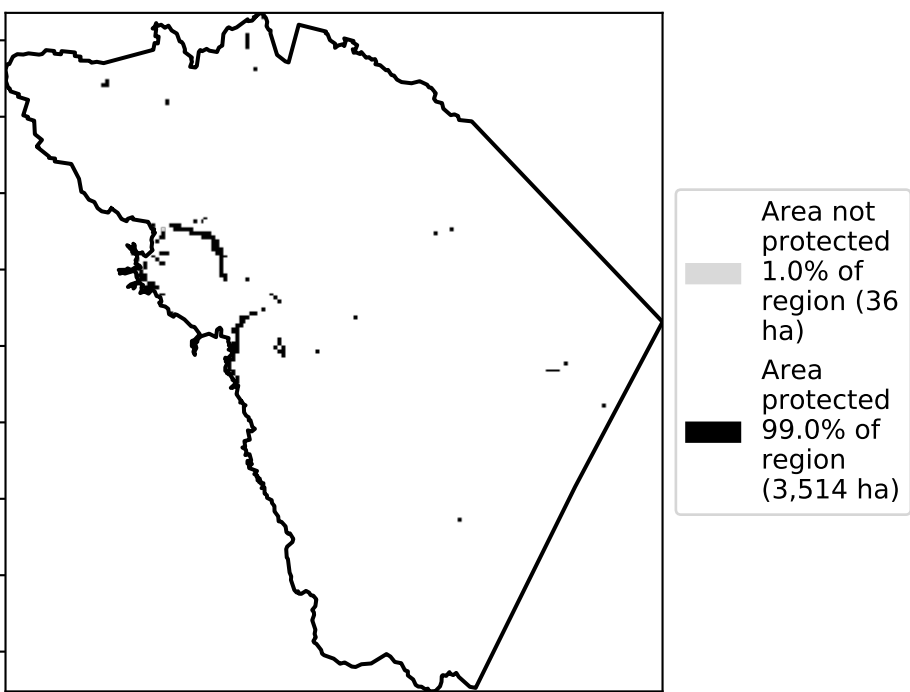 Area not
protected
1.0% of
region (36
ha)
Area
protected
99.0% of
region
(3,514 ha)